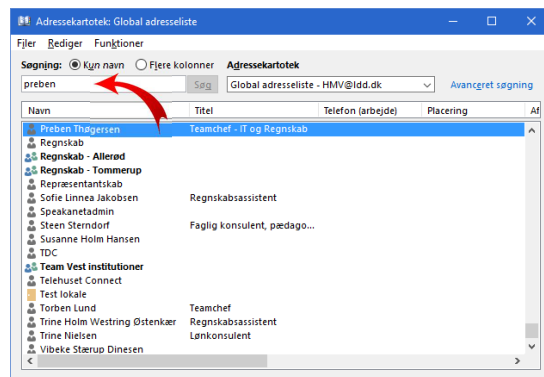 Adressekartotek: Global adresseliste
Filer Rediger Funktioner
Søgning: Kun navn Flere kolonner Adressekartotek
preben Søg Global adresseliste - HMV@ldd.dk Avanceret søgning
Navn Titel Telefon (arbejde) Placering Af
Preben Thøgersen Teamchef - IT og Regnskab
Regnskab
Regnskab - Allerød
Regnskab - Tommerup
Repræsentantskab
Sofie Linnea Jakobsen Regnskabsassistent
Speakanetadmin
Steen Sterndorf Faglig konsulent, pædago...
Susanne Holm Hansen
TDC
Team Vest institutioner
Telehuset Connect
Test lokale
Torben Lund Teamchef
Trine Holm Westring Østenkær Regnskabsassistent
Trine Nielsen Lønkonsulent
Vibeke Stærup Dinesen